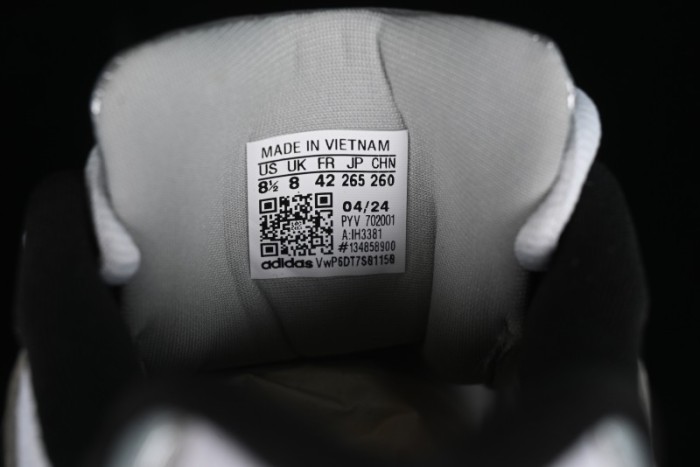 MADE IN VIETNAM
US UK FR JP CHN
8½ 8 42 265 260
04/24
PYV 702001
A:IH3381
#134858900
adidas VwP6DT7S61156